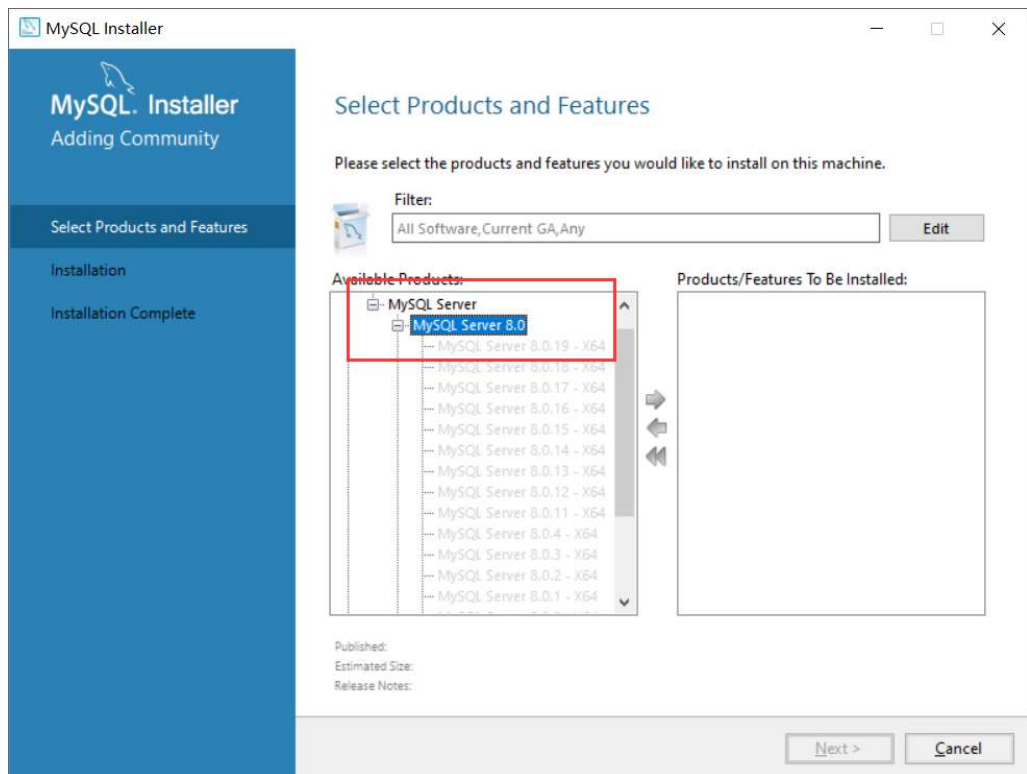 MySQL Installer
MySQL. Installer
Adding Community
Select Products and Features
Installation
Installation Complete
Select Products and Features
Please select the products and features you would like to install on this machine.
Filter:
All Software,Current GA,Any
Edit
Available Products:
Products/Features To Be Installed:
MySQL Server
MySQL Server 8.0
MySQL Server 8.0.19 - X64
MySQL Server 8.0.18 - X64
MySQL Server 8.0.17 - X64
MySQL Server 8.0.16 - X64
MySQL Server 8.0.15 - X64
MySQL Server 8.0.14 - X64
MySQL Server 8.0.13 - X64
MySQL Server 8.0.12 - X64
MySQL Server 8.0.11 - X64
MySQL Server 8.0.4 - X64
MySQL Server 8.0.3 - X64
MySQL Server 8.0.2 - X64
MySQL Server 8.0.1 - X64
Published:
Estimated Size:
Release Notes:
Next >
Cancel